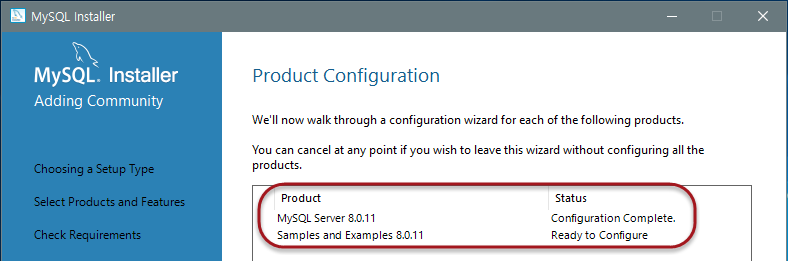 MySQL Installer
MySQL. Installer
Adding Community
Choosing a Setup Type
Select Products and Features
Check Requirements
Product Configuration
We'll now walk through a configuration wizard for each of the following products.
You can cancel at any point if you wish to leave this wizard without configuring all the
products.
Product Status
MySQL Server 8.0.11 Configuration Complete.
Samples and Examples 8.0.11 Ready to Configure